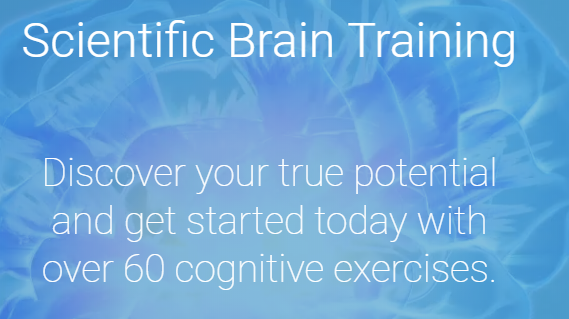 Scientific Brain Training
Discover your true potential
and get started today with
over 60 cognitive exercises.